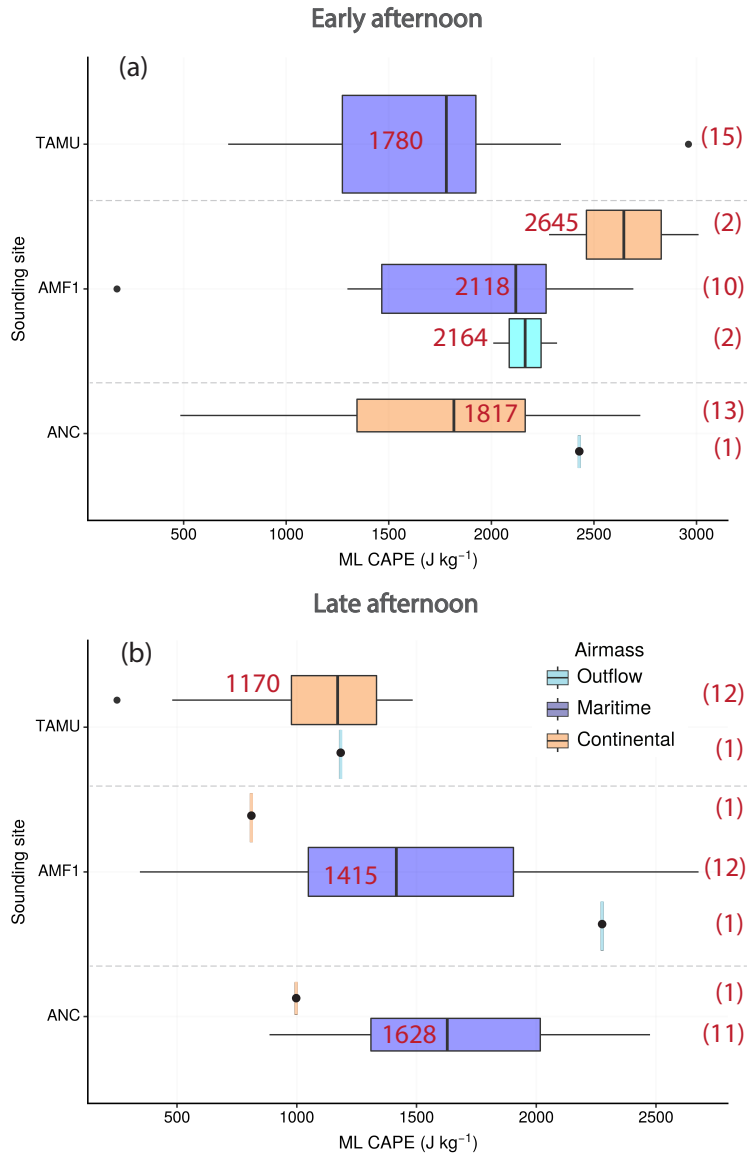 Early afternoon
(a)
TAMU
1780
(15)
2645
(2)
AMF1
2118
(10)
2164
(2)
1817
(13)
ANC
(1)
Sounding site
500 1000 1500 2000 2500 3000
ML CAPE (J kg⁻¹)
Late afternoon
(b)
Airmass
Outflow
Maritime
Continental
1170
(12)
TAMU
(1)
(1)
AMF1
1415
(12)
(1)
(1)
ANC
1628
(11)
Sounding site
500 1000 1500 2000 2500
ML CAPE (J kg⁻¹)